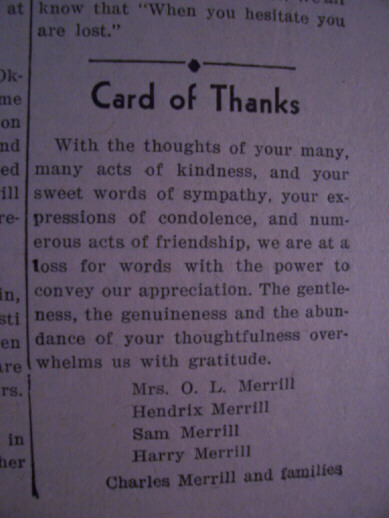 at
know that "When you hesitate you
are lost."
Card of Thanks
With the thoughts of your many,
many acts of kindness, and your
sweet words of sympathy, your ex-
pressions of condolence, and num-
erous acts of friendship, we are at a
loss for words with the power to
convey our appreciation. The gentle-
ness, the genuineness and the abun-
dance of your thoughtfulness over-
whelms us with gratitude.
Mrs. O. L. Merrill
Hendrix Merrill
Sam Merrill
Harry Merrill
Charles Merrill and families